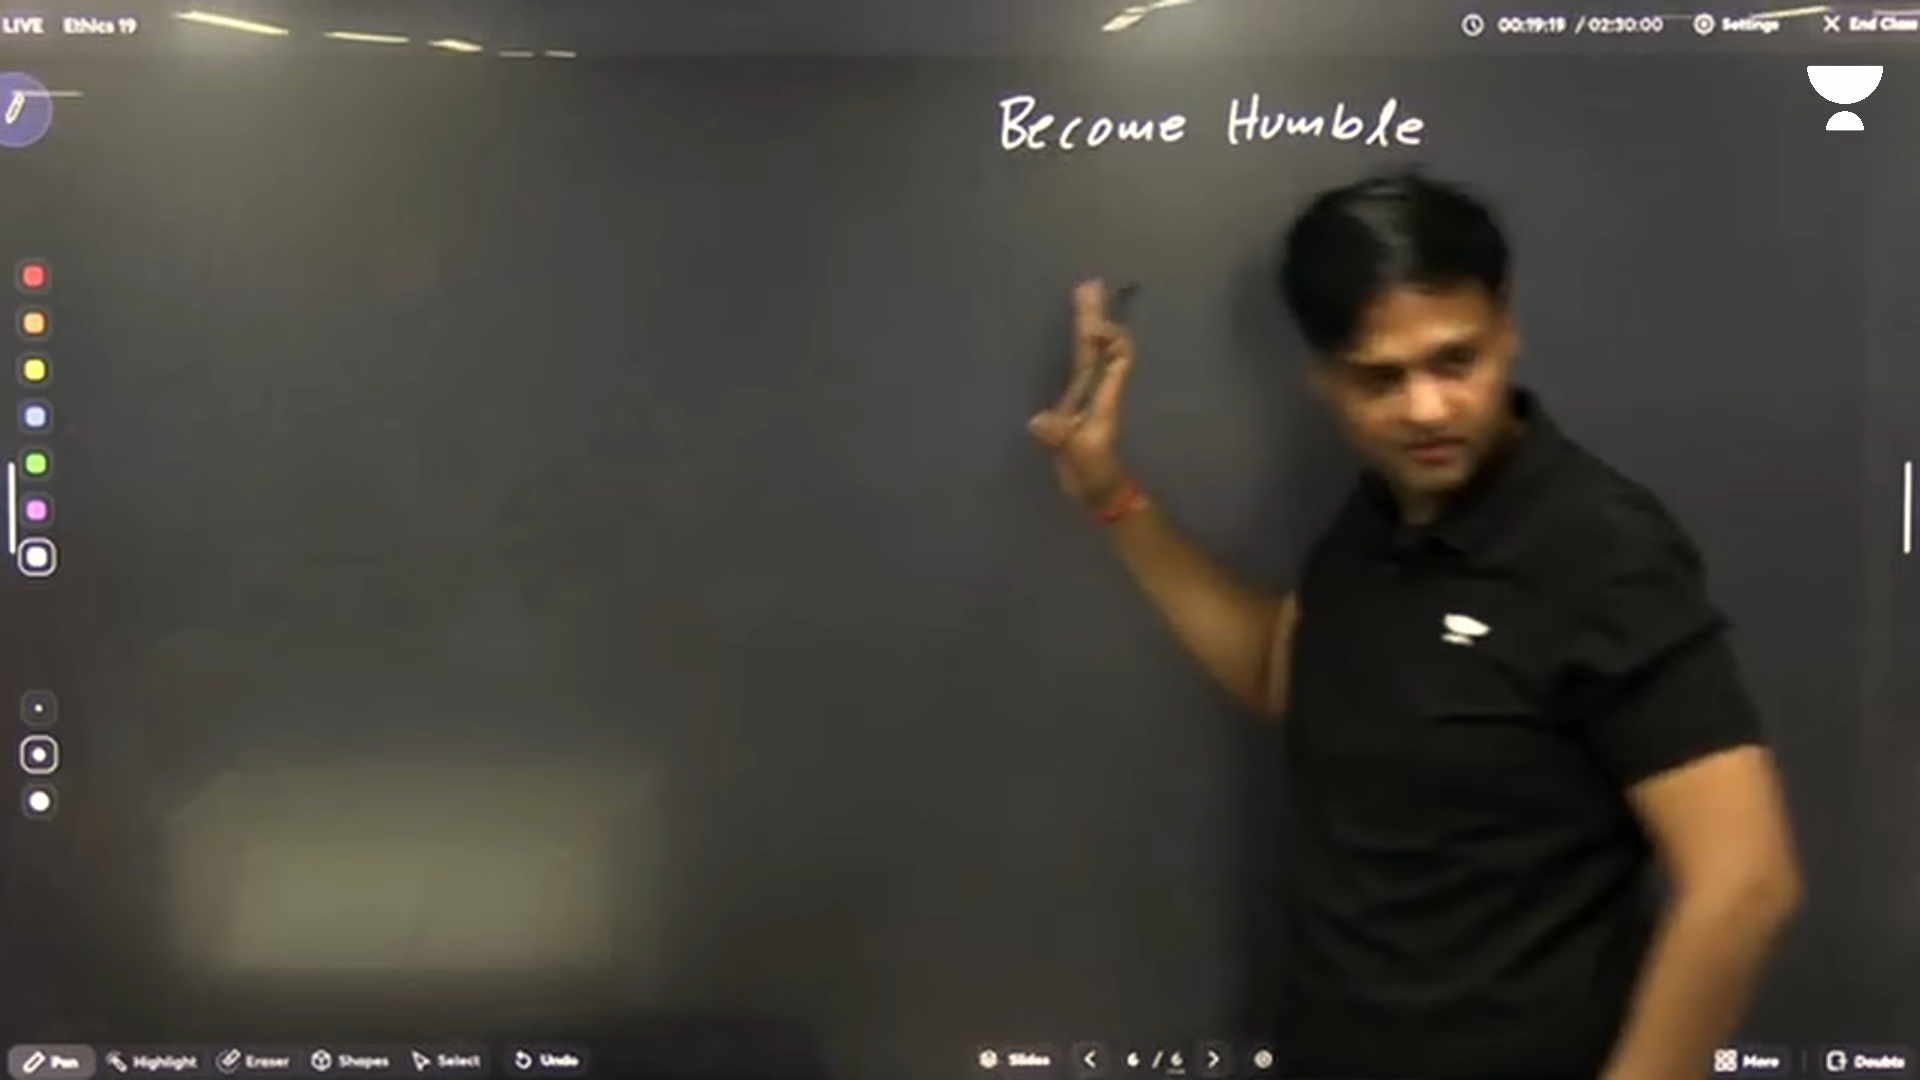 LIVE Ethics 19 00:19:19 / 02:30:00 Settings End Class
Become Humble
Pen Highlight Eraser Shapes Select Undo Slides 6 / 6 More Doubts